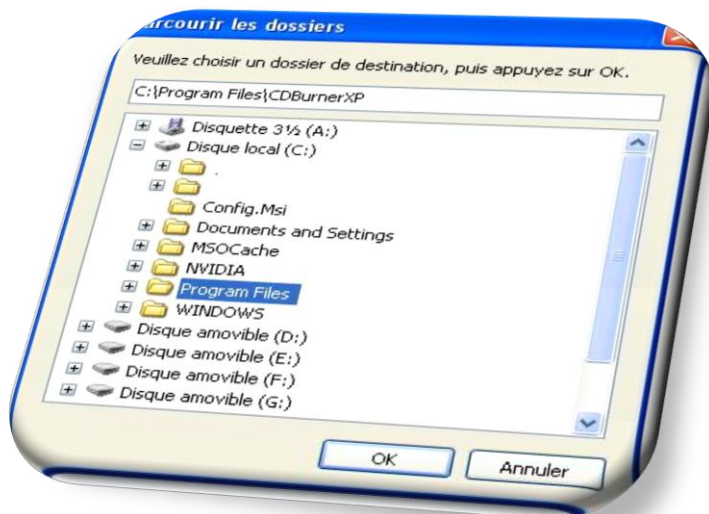 arcourir les dossiers
Veuillez choisir un dossier de destination, puis appuyez sur OK.
C:\Program Files\CDBurnerXP
Disquette 3½ (A:)
Disque local (C:)
.
Config.Msi
Documents and Settings
MSOCache
NVIDIA
Program Files
WINDOWS
Disque amovible (D:)
Disque amovible (E:)
Disque amovible (F:)
Disque amovible (G:)
OK
Annuler